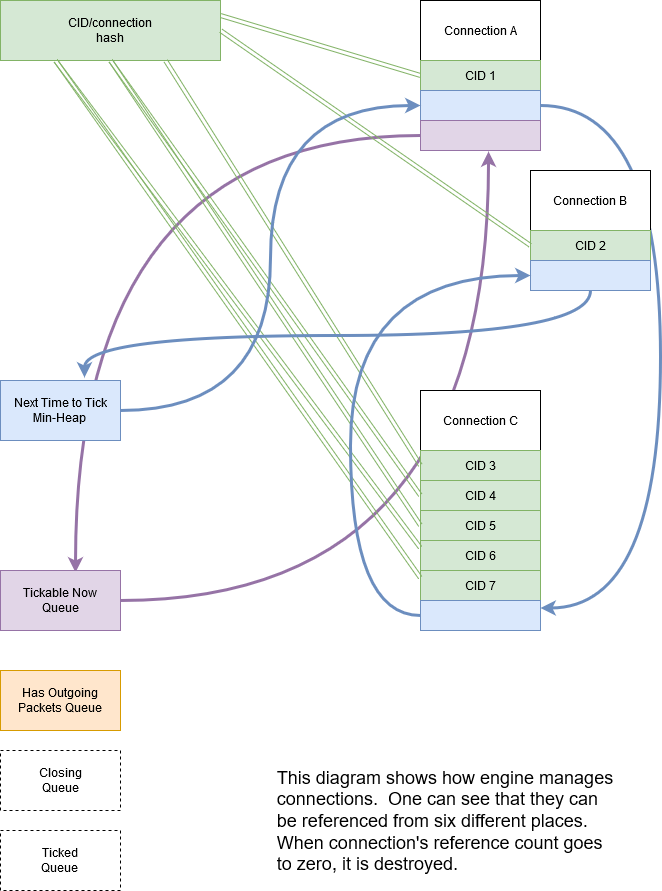 CID/connection
hash
Connection A
CID 1
Connection B
CID 2
Next Time to Tick
Min-Heap
Connection C
CID 3
CID 4
CID 5
CID 6
CID 7
Tickable Now
Queue
Has Outgoing
Packets Queue
Closing
Queue
Ticked
Queue
This diagram shows how engine manages
connections. One can see that they can
be referenced from six different places.
When connection's reference count goes
to zero, it is destroyed.